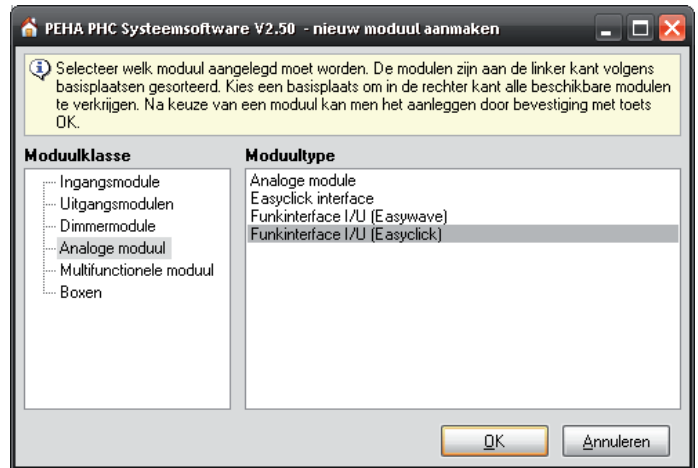 PEHA PHC Systeemsoftware V2.50 - nieuw moduul aanmaken
Selecteer welk moduul aangelegd moet worden. De modulen zijn aan de linker kant volgens
basisplaatsen gesorteerd. Kies een basisplaats om in de rechter kant alle beschikbare modulen
te verkrijgen. Na keuze van een moduul kan men het aanleggen door bevestiging met toets
OK.
Moduulklasse
Ingangsmodule
Uitgangsmodulen
Dimmermodule
Analoge moduul
Multifunctionele moduul
Boxen
Moduultype
Analoge module
Easyclick interface
Funkinterface I/U (Easywave)
Funkinterface I/U (Easyclick)
OK
Annuleren